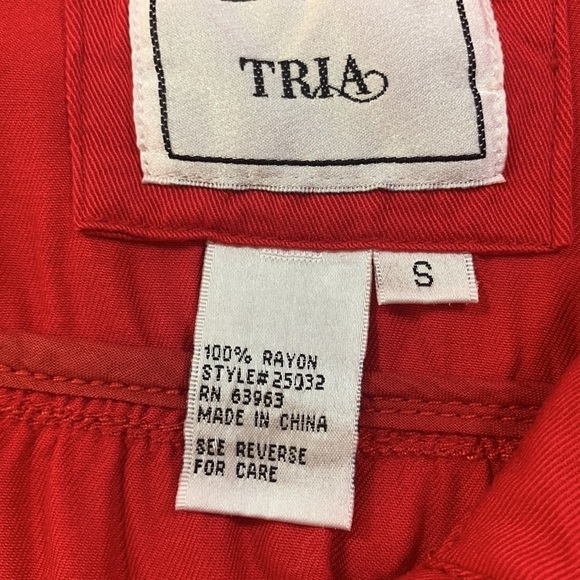 TRIA
S
100% RAYON
STYLE# 25032
RN 63963
MADE IN CHINA
SEE REVERSE
FOR CARE